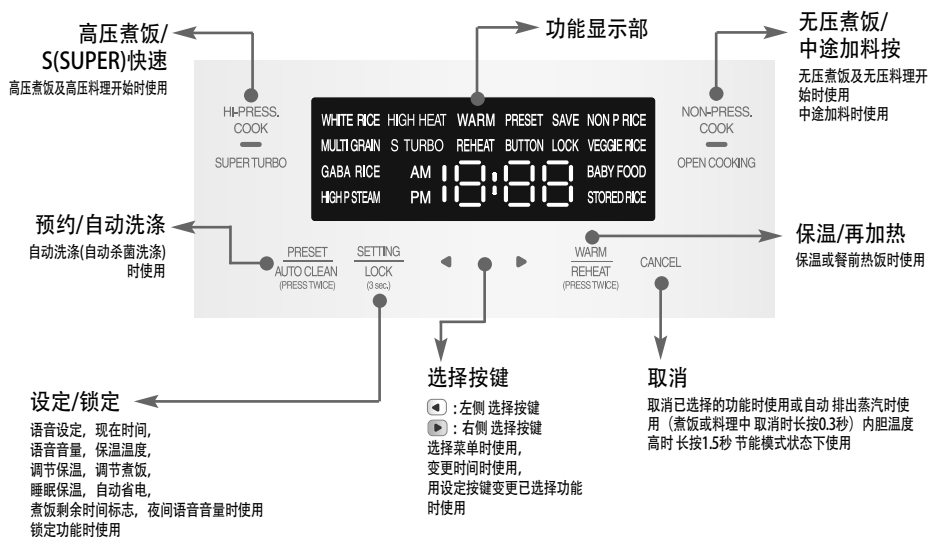 高压煮饭/
S(SUPER)快速
高压煮饭及高压料理开始时使用
功能显示部
无压煮饭/
中途加料按
无压煮饭及无压料理开
始时使用
中途加料时使用
HI-PRESS.
COOK
SUPER TURBO
WHITE RICE HIGH HEAT WARM PRESET SAVE NON P RICE
MULTI GRAIN S TURBO REHEAT BUTTON LOCK VEGGIE RICE
GABA RICE AM BABY FOOD
HIGH P STEAM PM 18:88 STORED RICE
NON-PRESS.
COOK
OPEN COOKING
预约/自动洗涤
自动洗涤(自动杀菌洗涤)
时使用
PRESET
AUTO CLEAN
(PRESS TWICE)
SETTING
LOCK
(3 sec.)
WARM
REHEAT
(PRESS TWICE)
CANCEL
保温/再加热
保温或餐前热饭时使用
设定/锁定
语音设定，现在时间，
语音音量，保温温度，
调节保温，调节煮饭，
睡眠保温，自动省电，
煮饭剩余时间标志，夜间语音音量时使用
锁定功能时使用
选择按键
: 左侧 选择按键
: 右侧 选择按键
选择菜单时使用，
变更时间时使用，
用设定按键变更已选择功能
时使用
取消
取消已选择的功能时使用或自动 排出蒸汽时使
用（煮饭或料理中 取消时长按0.3秒）内胆温度
高时 长按1.5秒 节能模式状态下使用